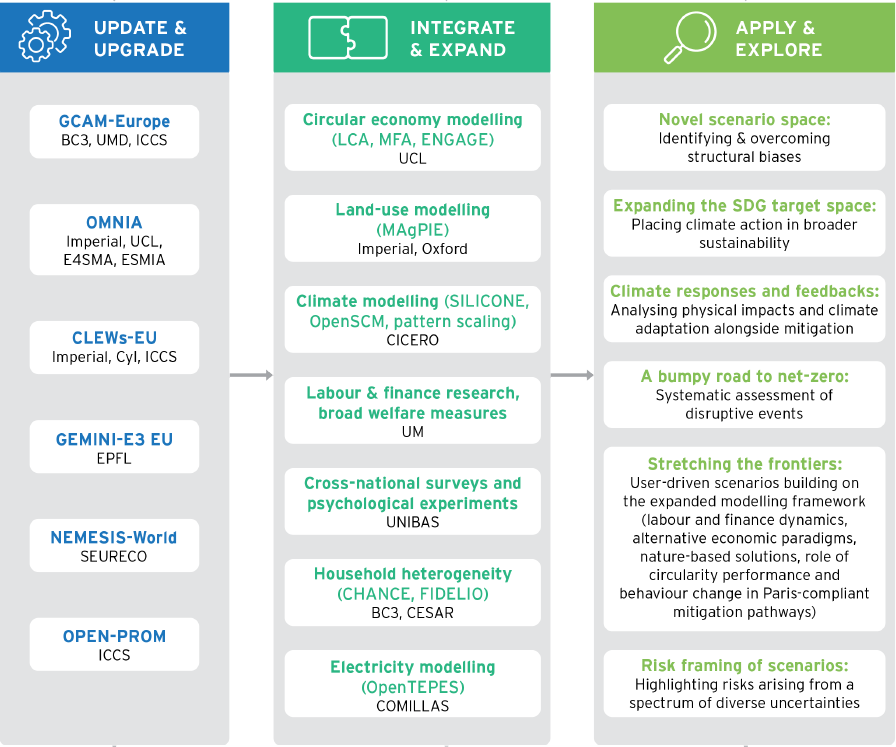 UPDATE &
UPGRADE
GCAM-Europe
BC3, UMD, ICCS
OMNIA
Imperial, UCL,
E4SMA, ESMIA
CLEWs-EU
Imperial, CyI, ICCS
GEMINI-E3 EU
EPFL
NEMESIS-World
SEURECO
OPEN-PROM
ICCS
INTEGRATE
& EXPAND
Circular economy modelling
(LCA, MFA, ENGAGE)
UCL
Land-use modelling
(MAgPIE)
Imperial, Oxford
Climate modelling (SILICONE,
OpenSCM, pattern scaling)
CICERO
Labour & finance research,
broad welfare measures
UM
Cross-national surveys and
psychological experiments
UNIBAS
Household heterogeneity
(CHANCE, FIDELIO)
BC3, CESAR
Electricity modelling
(OpenTEPES)
COMILLAS
APPLY &
EXPLORE
Novel scenario space:
Identifying & overcoming
structural biases
Expanding the SDG target space:
Placing climate action in broader
sustainability
Climate responses and feedbacks:
Analysing physical impacts and climate
adaptation alongside mitigation
A bumpy road to net-zero:
Systematic assessment of
disruptive events
Stretching the frontiers:
User-driven scenarios building on
the expanded modelling framework
(labour and finance dynamics,
alternative economic paradigms,
nature-based solutions, role of
circularity performance and
behaviour change in Paris-compliant
mitigation pathways)
Risk framing of scenarios:
Highlighting risks arising from a
spectrum of diverse uncertainties